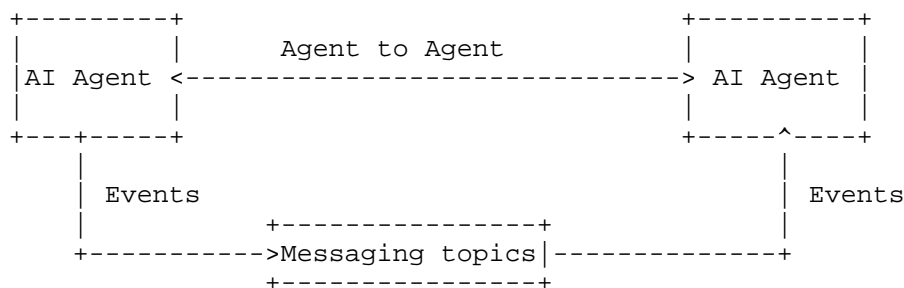 Agent to Agent
AI Agent
AI Agent
Events
Events
Messaging topics